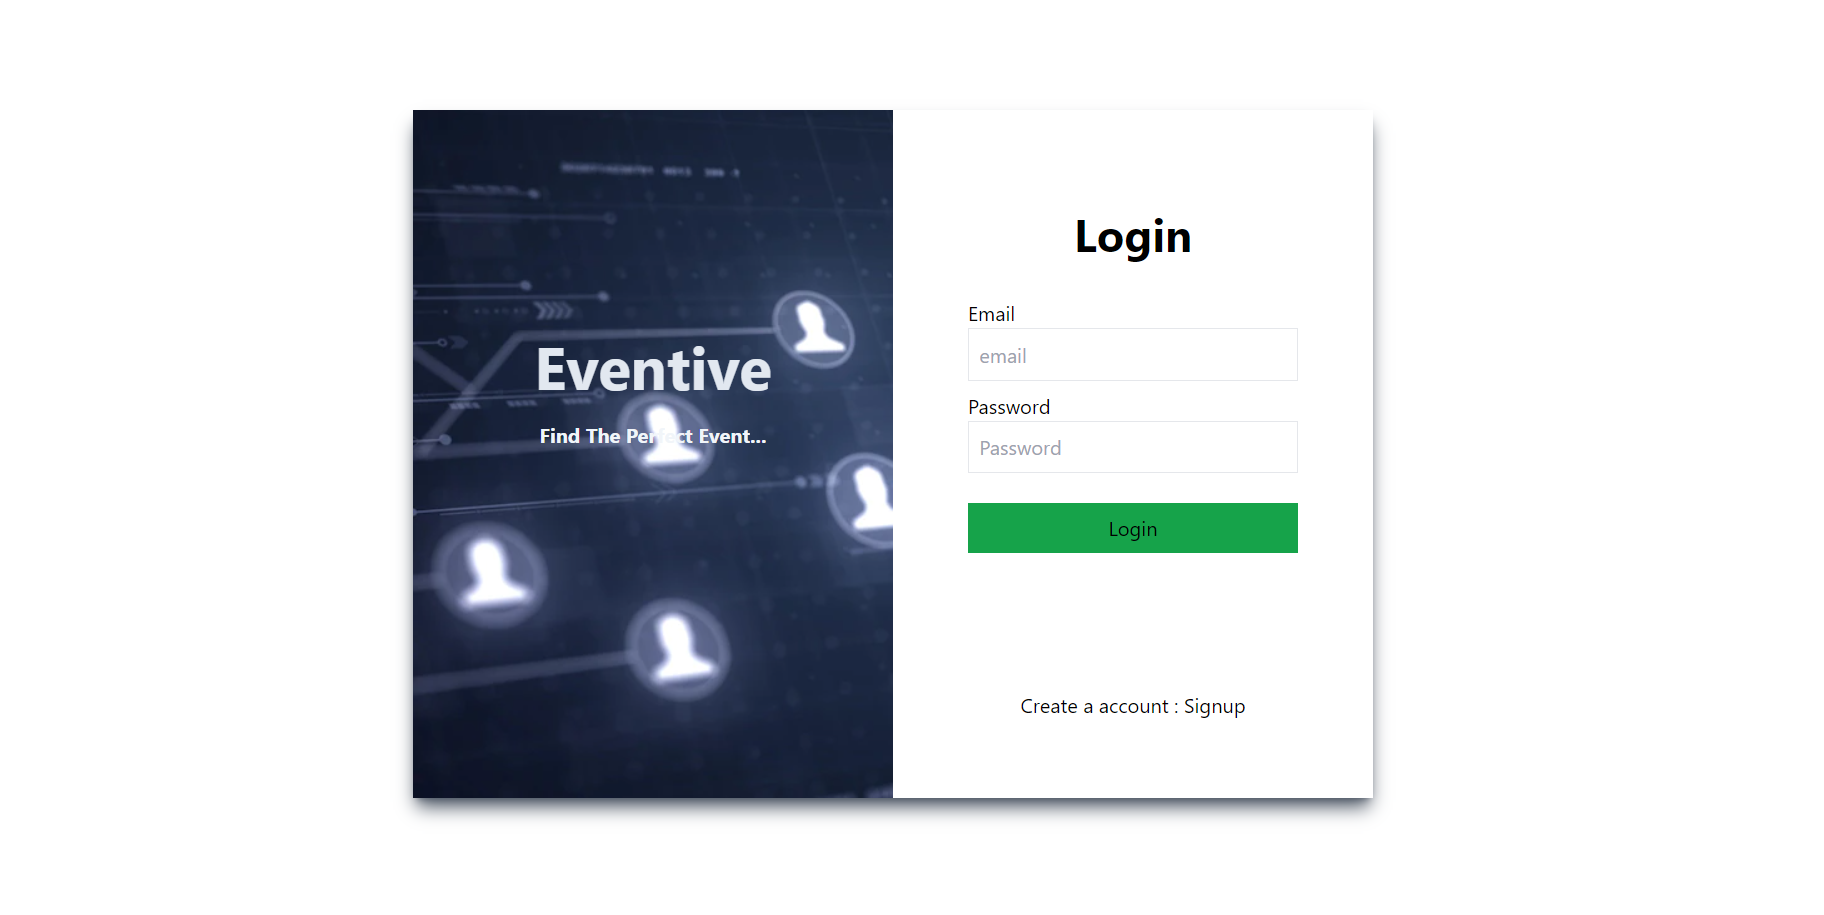 Eventive
Find The Perfect Event...
Login
Email
email
Password
Password
Login
Create a account : Signup